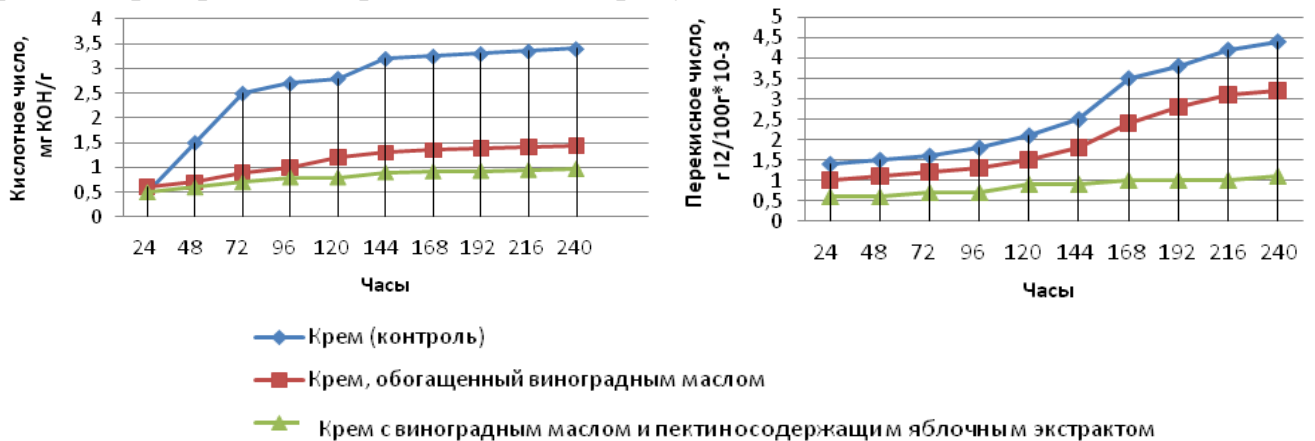 Кислотное число,
мг КОН/г
4
3,5
3
2,5
2
1,5
1
0,5
0
24 48 72 96 120 144 168 192 216 240
Часы
Перекисное число,
г I2/100г*10-3
5
4,5
4
3,5
3
2,5
2
1,5
1
0,5
0
24 48 72 96 120 144 168 192 216 240
Часы
Крем (контроль)
Крем, обогащенный виноградным маслом
Крем с виноградным маслом и пектиносодержащим яблочным экстрактом